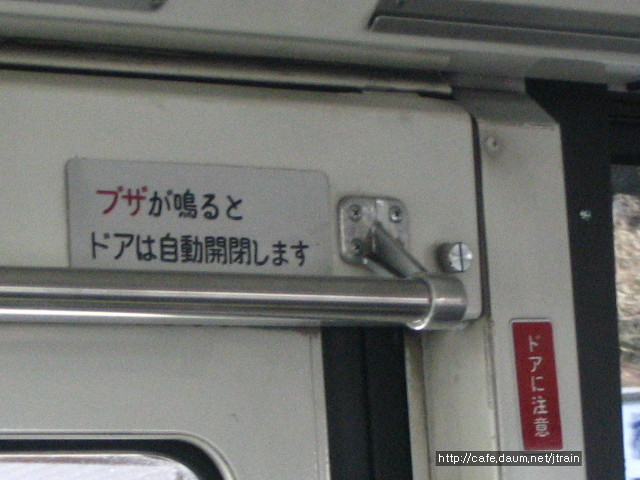 ブザが鳴ると
ドアは自動開閉します
ドアに注意
http://cafe.daum.net/jtrain